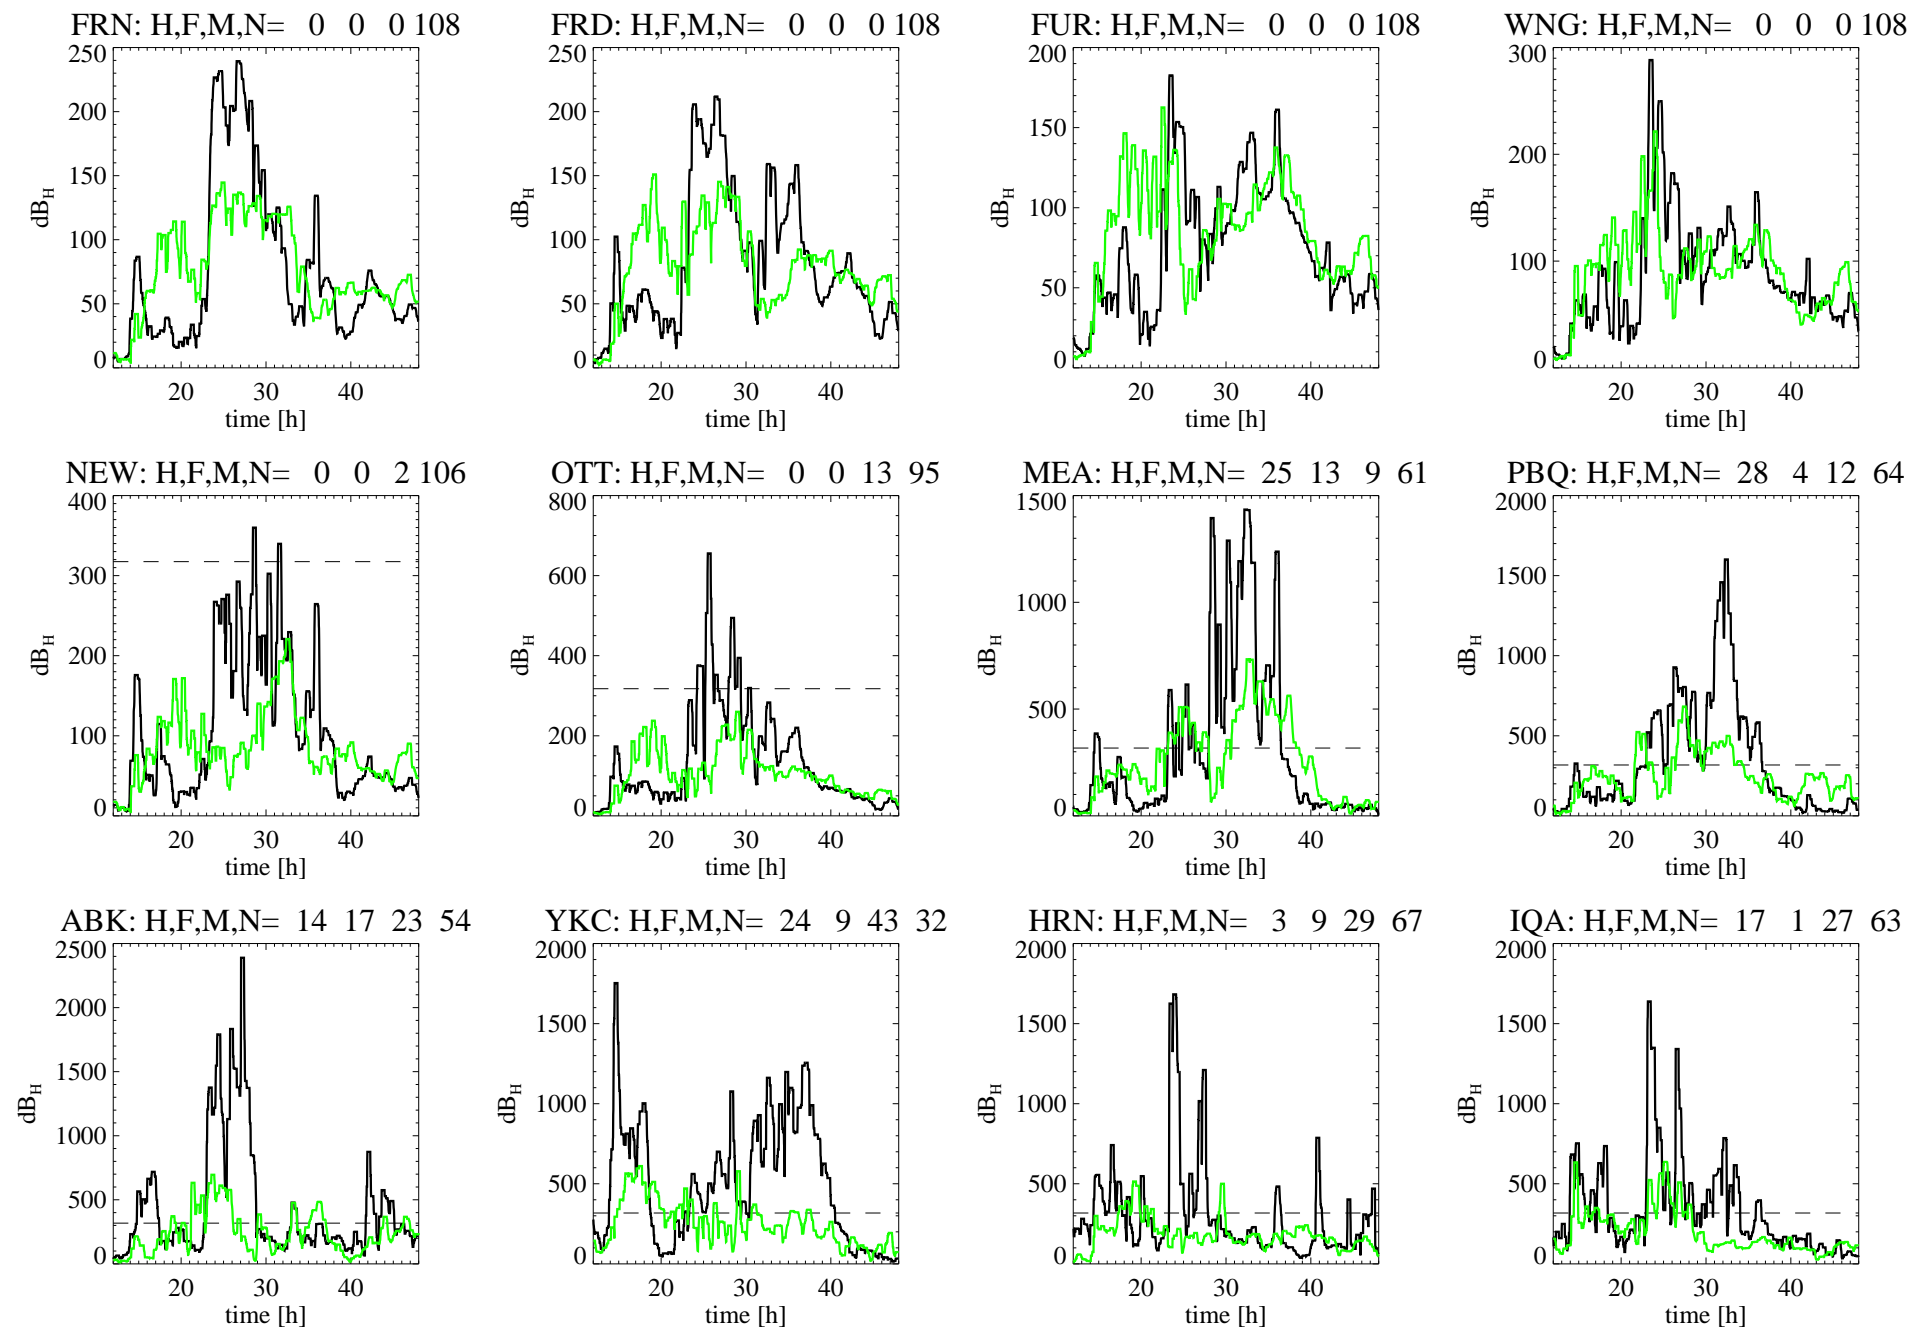 FRN: H,F,M,N= 0 0 0 108
FRD: H,F,M,N= 0 0 0 108
FUR: H,F,M,N= 0 0 0 108
WNG: H,F,M,N= 0 0 0 108
250
200
150
100
50
0
dB_H
20 30 40
time [h]
250
200
150
100
50
0
dB_H
20 30 40
time [h]
200
150
100
50
0
dB_H
20 30 40
time [h]
300
200
100
0
dB_H
20 30 40
time [h]
NEW: H,F,M,N= 0 0 2 106
OTT: H,F,M,N= 0 0 13 95
MEA: H,F,M,N= 25 13 9 61
PBQ: H,F,M,N= 28 4 12 64
400
300
200
100
0
dB_H
20 30 40
time [h]
800
600
400
200
0
dB_H
20 30 40
time [h]
1500
1000
500
0
dB_H
20 30 40
time [h]
2000
1500
1000
500
0
dB_H
20 30 40
time [h]
ABK: H,F,M,N= 14 17 23 54
YKC: H,F,M,N= 24 9 43 32
HRN: H,F,M,N= 3 9 29 67
IQA: H,F,M,N= 17 1 27 63
2500
2000
1500
1000
500
0
dB_H
20 30 40
time [h]
2000
1500
1000
500
0
dB_H
20 30 40
time [h]
2000
1500
1000
500
0
dB_H
20 30 40
time [h]
2000
1500
1000
500
0
dB_H
20 30 40
time [h]